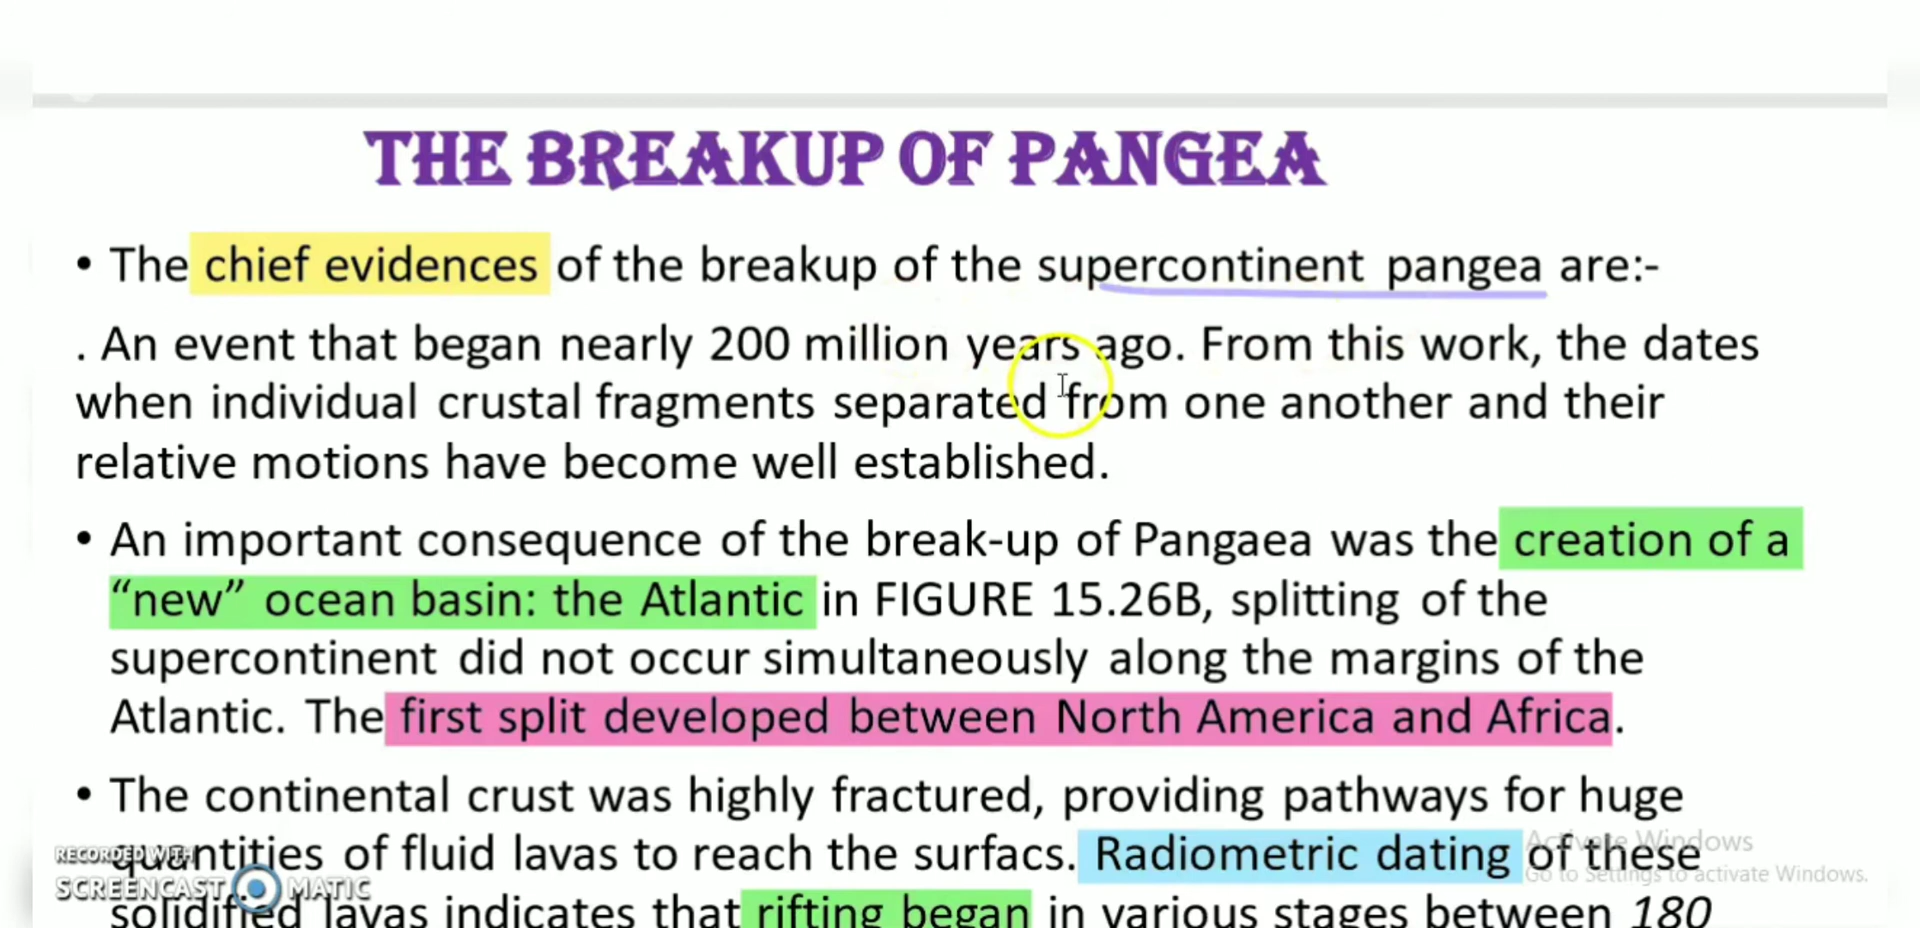 THE BREAKUP OF PANGEA
• The chief evidences of the breakup of the supercontinent pangea are:-
. An event that began nearly 200 million years ago. From this work, the dates
when individual crustal fragments separated from one another and their
relative motions have become well established.
• An important consequence of the break-up of Pangaea was the creation of a
“new” ocean basin: the Atlantic in FIGURE 15.26B, splitting of the
supercontinent did not occur simultaneously along the margins of the
Atlantic. The first split developed between North America and Africa.
• The continental crust was highly fractured, providing pathways for huge
quantities of fluid lavas to reach the surfacs. Radiometric dating of these
solidified lavas indicates that rifting began in various stages between 180
Activate Windows
Go to Settings to activate Windows.
RECORDED WITH
SCREENCAST MATIC